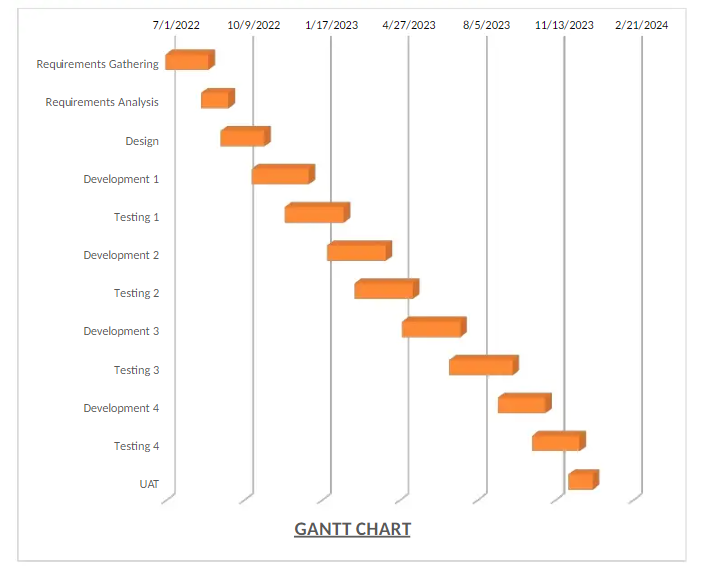 7/1/2022 10/9/2022 1/17/2023 4/27/2023 8/5/2023 11/13/2023 2/21/2024
Requirements Gathering
Requirements Analysis
Design
Development 1
Testing 1
Development 2
Testing 2
Development 3
Testing 3
Development 4
Testing 4
UAT
GANTT CHART